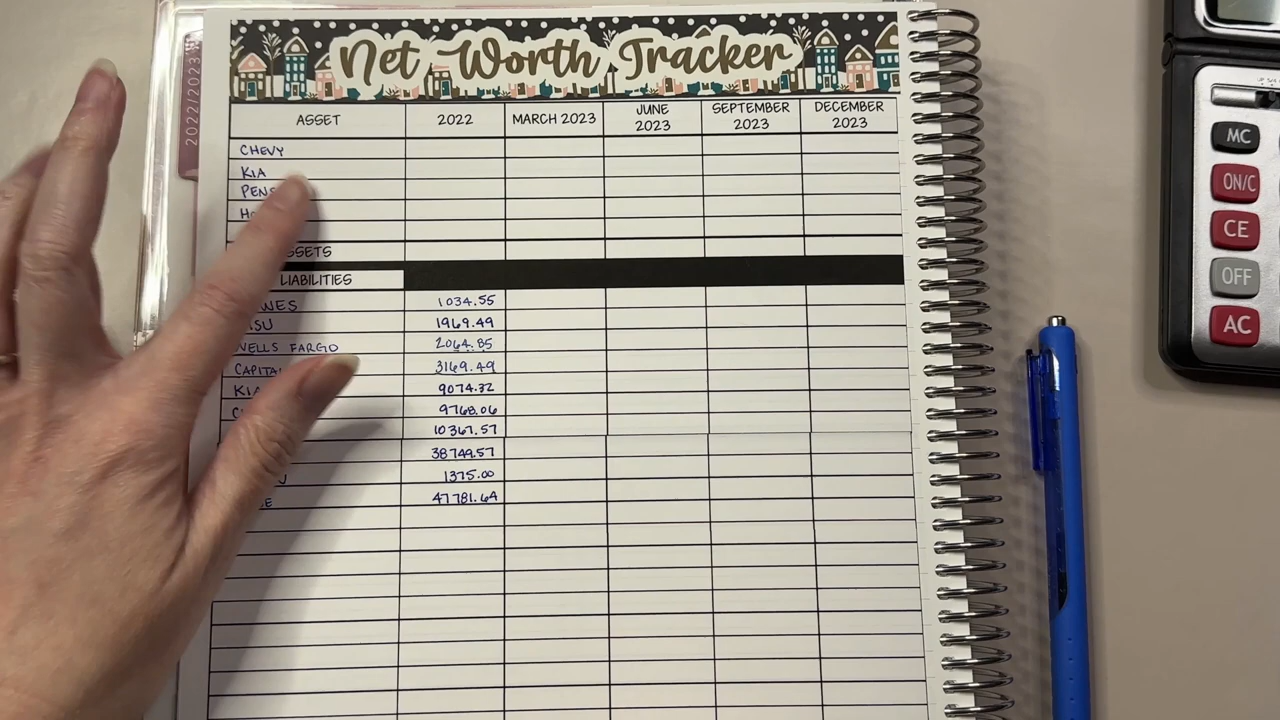 2022/2023
Net Worth Tracker
ASSET 2022 MARCH 2023 JUNE 2023 SEPTEMBER 2023 DECEMBER 2023
CHEVY
KIA
LIABILITIES
1034.55
1969.49
WELLS FARGO 2064.85
3169.49
KIA 9074.32
9768.06
10367.57
38749.57
1375.00
47781.64
MC
ON/C
CE
OFF
AC